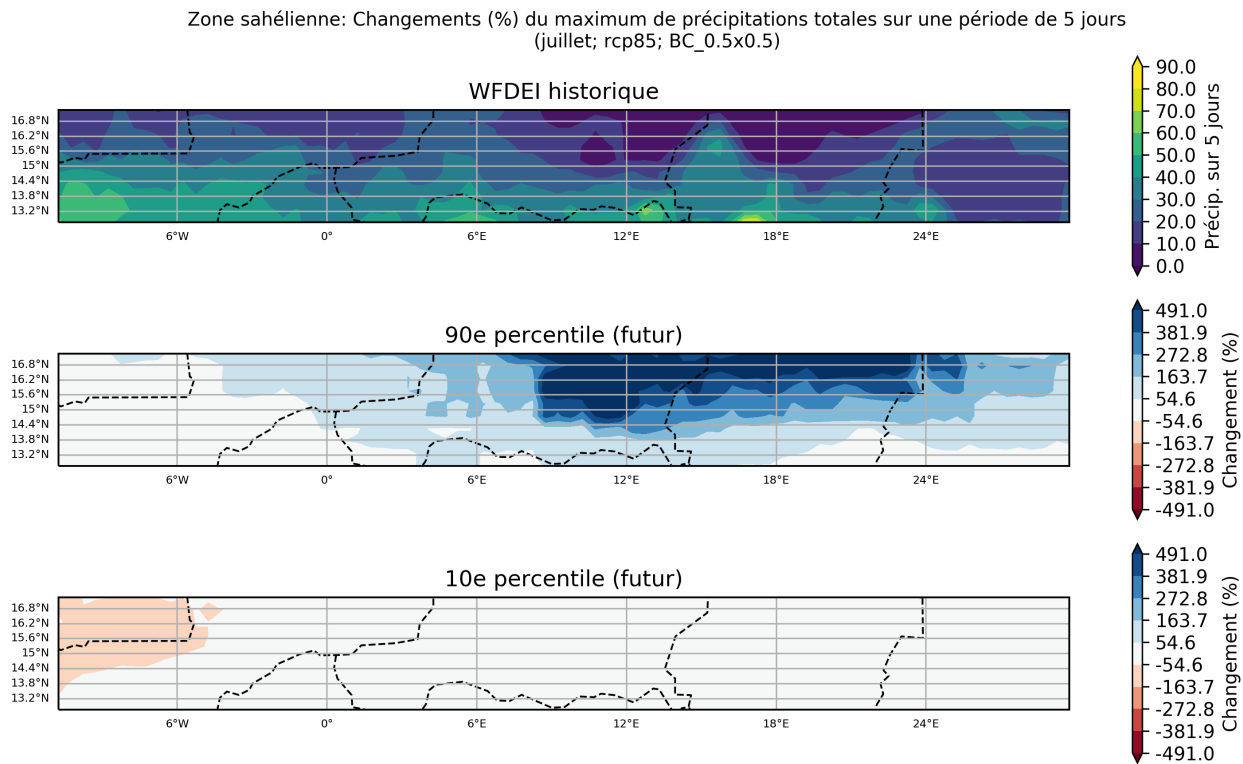 Zone sahélienne: Changements (%) du maximum de précipitations totales sur une période de 5 jours
(juillet; rcp85; BC_0.5x0.5)
WFDEI historique
16.8°N
16.2°N
15.6°N
15°N
14.4°N
13.8°N
13.2°N
6°W 0° 6°E 12°E 18°E 24°E
90.0
80.0
70.0
60.0
50.0
40.0
30.0
20.0
10.0
0.0
Précip. sur 5 jours
90e percentile (futur)
16.8°N
16.2°N
15.6°N
15°N
14.4°N
13.8°N
13.2°N
6°W 0° 6°E 12°E 18°E 24°E
491.0
381.9
272.8
163.7
54.6
-54.6
-163.7
-272.8
-381.9
-491.0
Changement (%)
10e percentile (futur)
16.8°N
16.2°N
15.6°N
15°N
14.4°N
13.8°N
13.2°N
6°W 0° 6°E 12°E 18°E 24°E
491.0
381.9
272.8
163.7
54.6
-54.6
-163.7
-272.8
-381.9
-491.0
Changement (%)